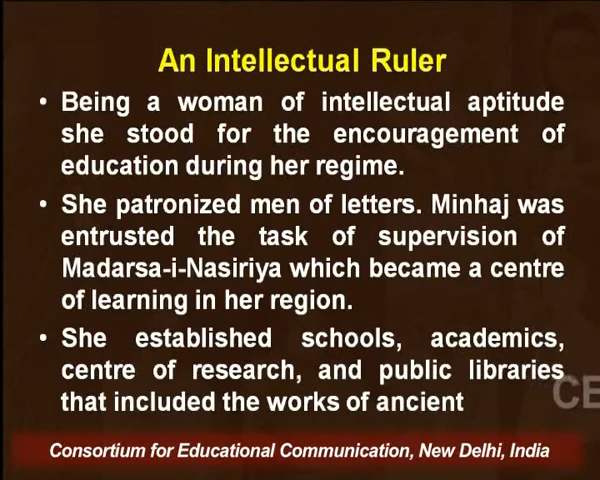 An Intellectual Ruler
• Being a woman of intellectual aptitude
she stood for the encouragement of
education during her regime.
• She patronized men of letters. Minhaj was
entrusted the task of supervision of
Madarsa-i-Nasiriya which became a centre
of learning in her region.
• She established schools, academics,
centre of research, and public libraries
that included the works of ancient
CE
Consortium for Educational Communication, New Delhi, India